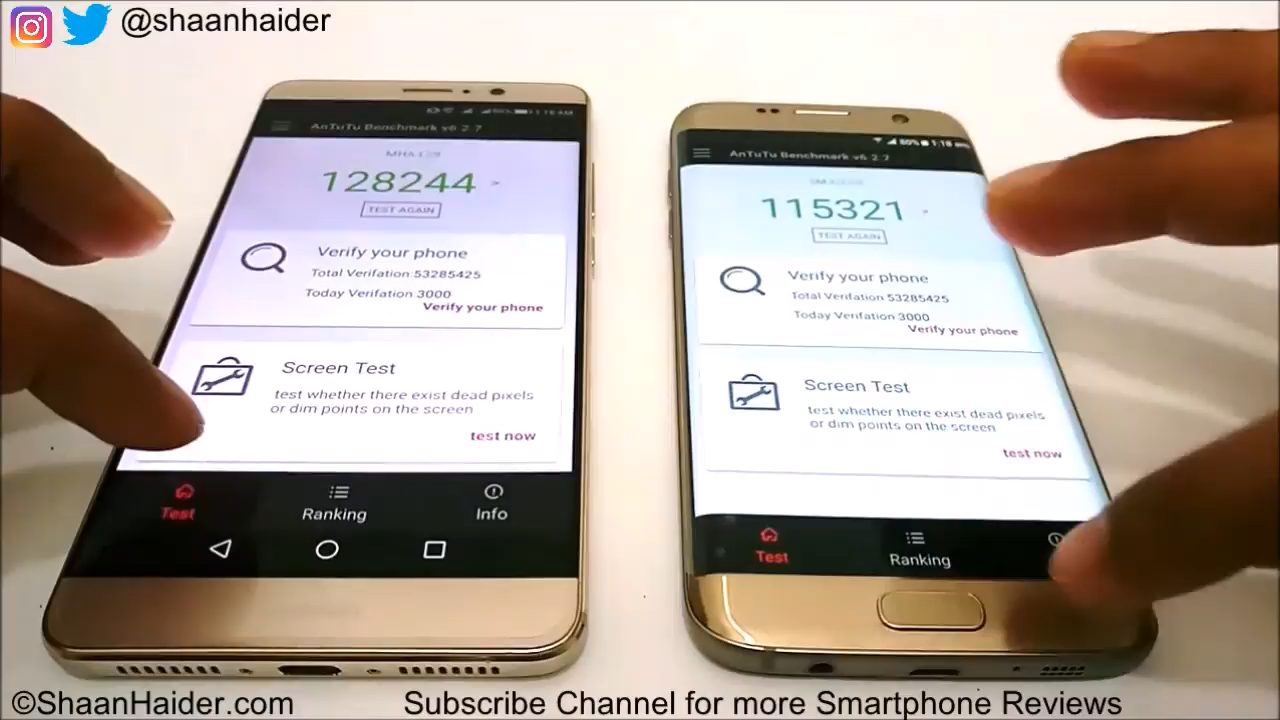 @shaanhaider
AnTuTu Benchmark v6.2.7
128244
TEST AGAIN
Verify your phone
Total Verifation 53285425
Today Verifation 3000
Verify your phone
Screen Test
test whether there exist dead pixels
or dim points on the screen
test now
Test
Ranking
Info
80% 1:18
AnTuTu Benchmark v6.2.7
115321
TEST AGAIN
Verify your phone
Total Verifation 53285425
Today Verifation 3000
Verify your phone
Screen Test
test whether there exist dead pixels
or dim points on the screen
test now
Test
Ranking
©ShaanHaider.com
Subscribe Channel for more Smartphone Reviews